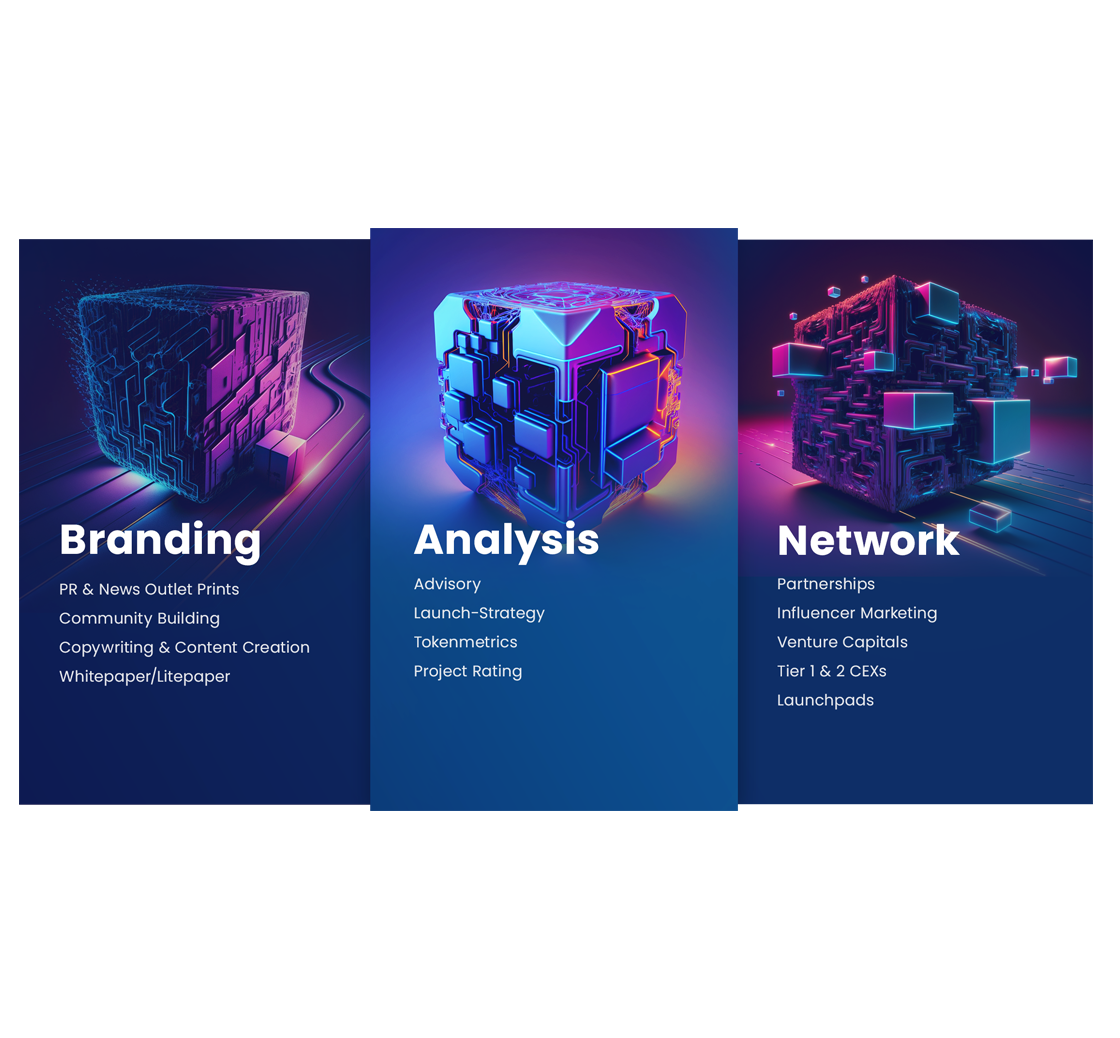 Branding
PR & News Outlet Prints
Community Building
Copywriting & Content Creation
Whitepaper/Litepaper
Analysis
Advisory
Launch-Strategy
Tokenmetrics
Project Rating
Network
Partnerships
Influencer Marketing
Venture Capitals
Tier 1 & 2 CEXs
Launchpads